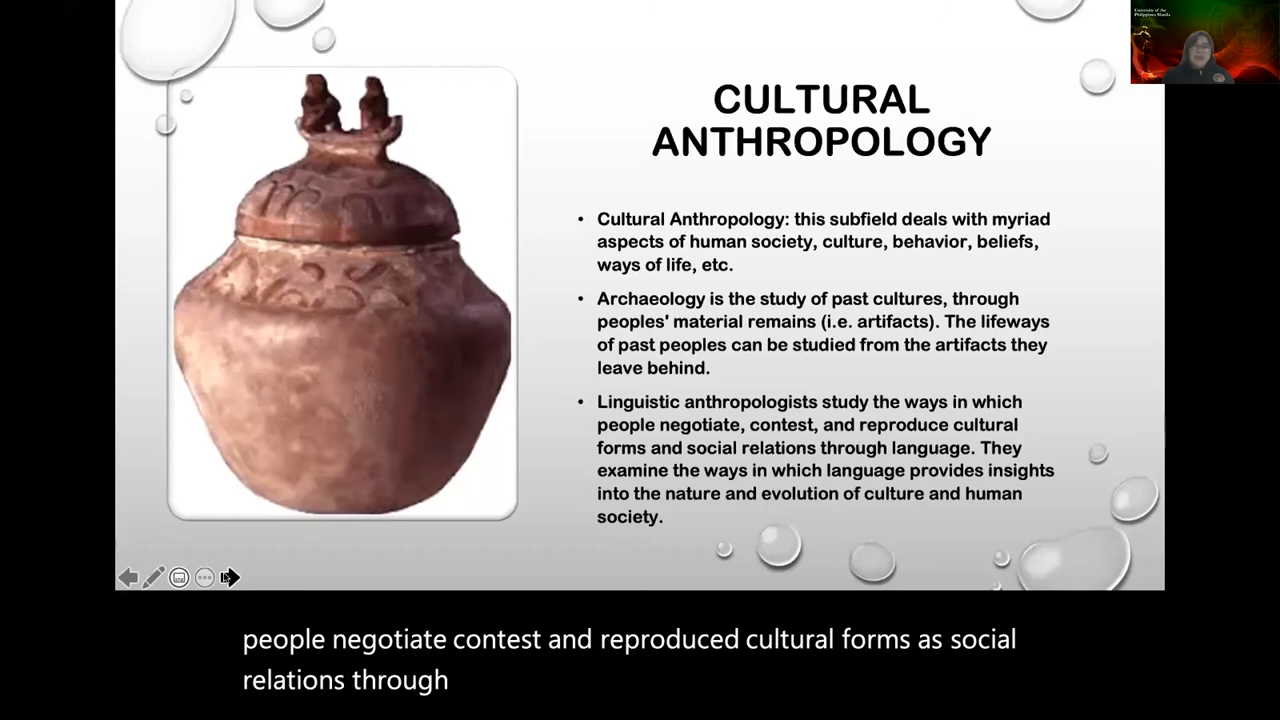 University of the
Philippines Manila
CULTURAL
ANTHROPOLOGY
• Cultural Anthropology: this subfield deals with myriad
aspects of human society, culture, behavior, beliefs,
ways of life, etc.
• Archaeology is the study of past cultures, through
peoples' material remains (i.e. artifacts). The lifeways
of past peoples can be studied from the artifacts they
leave behind.
• Linguistic anthropologists study the ways in which
people negotiate, contest, and reproduce cultural
forms and social relations through language. They
examine the ways in which language provides insights
into the nature and evolution of culture and human
society.
people negotiate contest and reproduced cultural forms as social
relations through